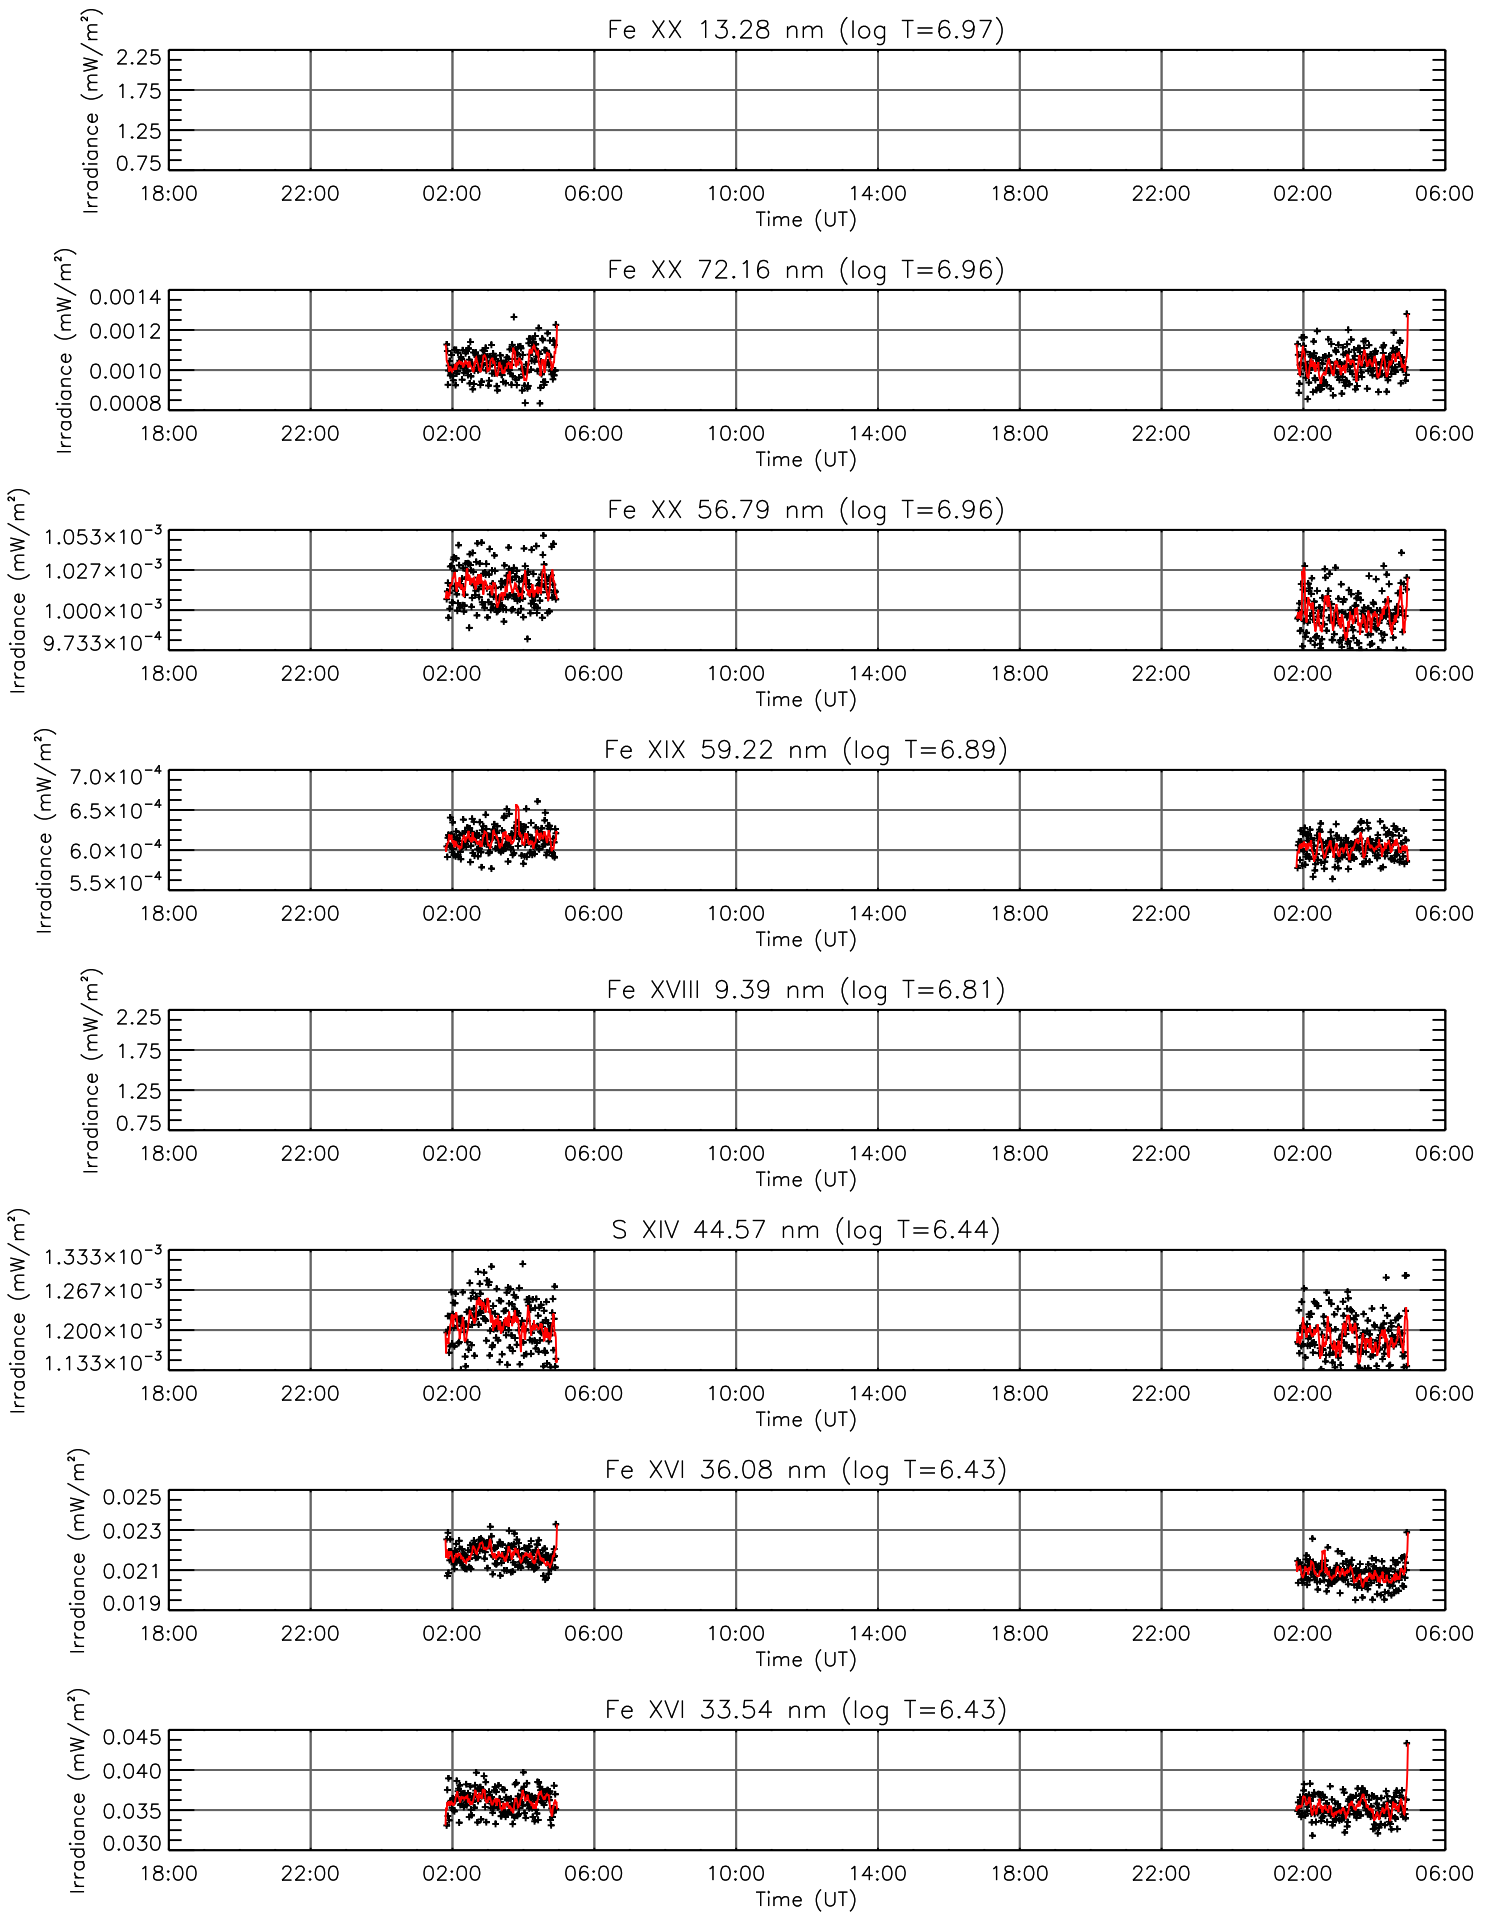 Fe XX 13.28 nm (log T=6.97)
Irradiance (mW/m²)
2.25
1.75
1.25
0.75
18:00 22:00 02:00 06:00 10:00 14:00 18:00 22:00 02:00 06:00
Time (UT)
Fe XX 72.16 nm (log T=6.96)
Irradiance (mW/m²)
0.0014
0.0012
0.0010
0.0008
18:00 22:00 02:00 06:00 10:00 14:00 18:00 22:00 02:00 06:00
Time (UT)
Fe XX 56.79 nm (log T=6.96)
Irradiance (mW/m²)
1.053×10⁻³
1.027×10⁻³
1.000×10⁻³
9.733×10⁻⁴
18:00 22:00 02:00 06:00 10:00 14:00 18:00 22:00 02:00 06:00
Time (UT)
Fe XIX 59.22 nm (log T=6.89)
Irradiance (mW/m²)
7.0×10⁻⁴
6.5×10⁻⁴
6.0×10⁻⁴
5.5×10⁻⁴
18:00 22:00 02:00 06:00 10:00 14:00 18:00 22:00 02:00 06:00
Time (UT)
Fe XVIII 9.39 nm (log T=6.81)
Irradiance (mW/m²)
2.25
1.75
1.25
0.75
18:00 22:00 02:00 06:00 10:00 14:00 18:00 22:00 02:00 06:00
Time (UT)
S XIV 44.57 nm (log T=6.44)
Irradiance (mW/m²)
1.333×10⁻³
1.267×10⁻³
1.200×10⁻³
1.133×10⁻³
18:00 22:00 02:00 06:00 10:00 14:00 18:00 22:00 02:00 06:00
Time (UT)
Fe XVI 36.08 nm (log T=6.43)
Irradiance (mW/m²)
0.025
0.023
0.021
0.019
18:00 22:00 02:00 06:00 10:00 14:00 18:00 22:00 02:00 06:00
Time (UT)
Fe XVI 33.54 nm (log T=6.43)
Irradiance (mW/m²)
0.045
0.040
0.035
0.030
18:00 22:00 02:00 06:00 10:00 14:00 18:00 22:00 02:00 06:00
Time (UT)